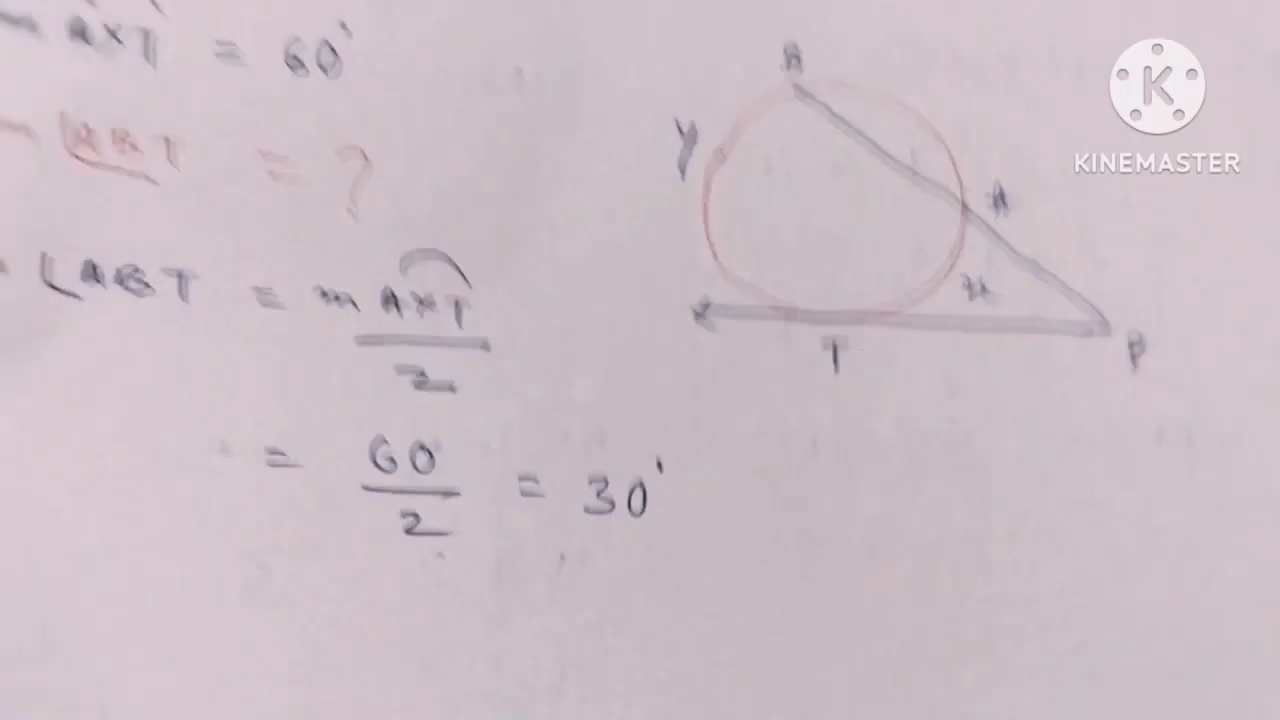 m AXT = 60°
m ∠ABT = ?
∠ABT = m AXT
2
= 60
2
= 30°
Y
A
X
T
P
K
KINEMASTER